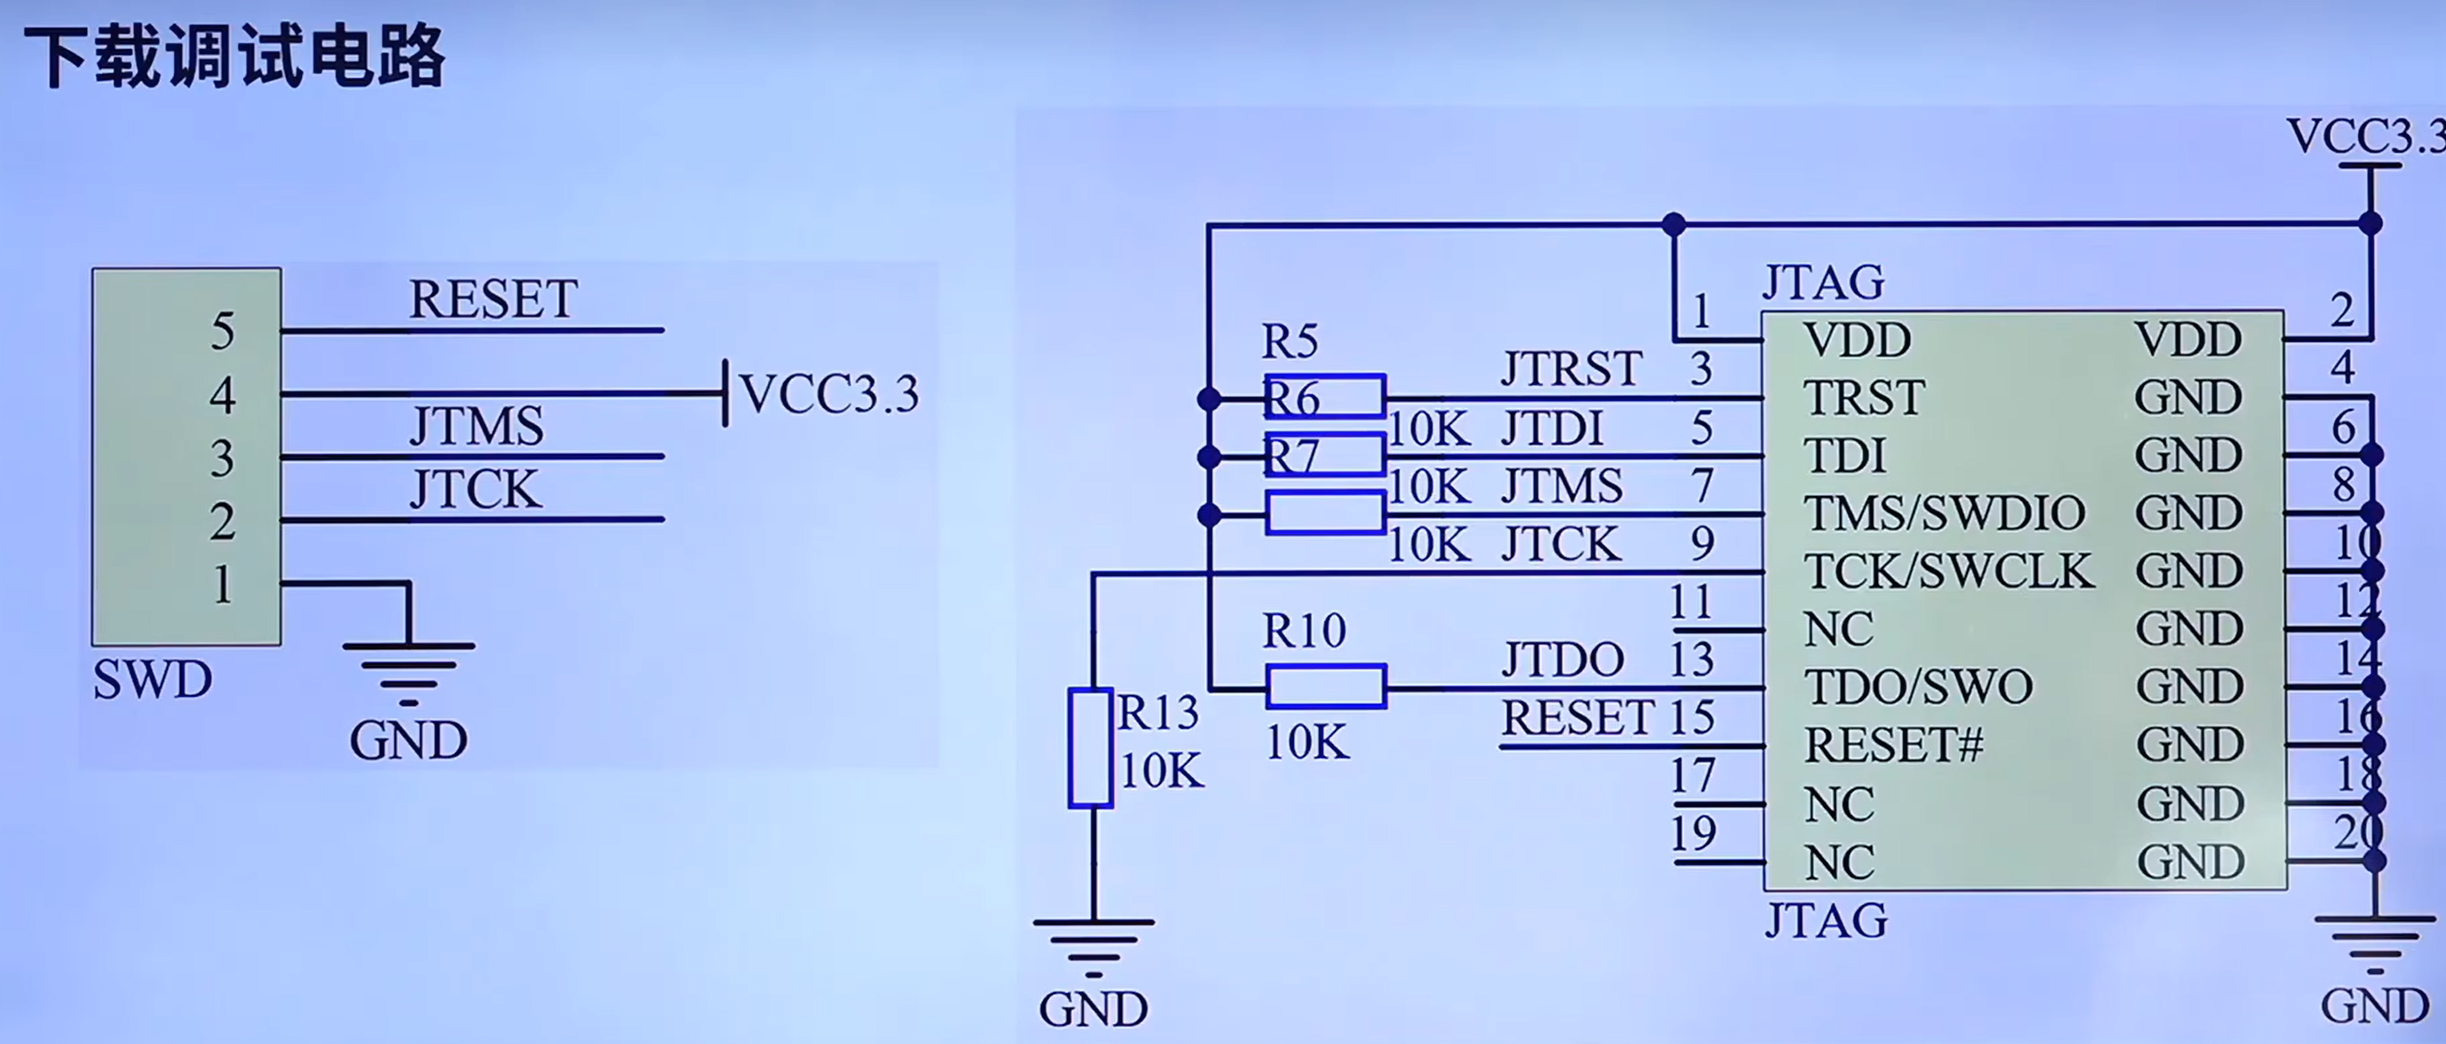 下载调试电路
5 RESET
4 VCC3.3
3 JTMS
2 JTCK
1
SWD
GND
VCC3.3
JTAG
R5
R6
R7
10K
10K
10K
R10
10K
R13
10K
GND
JTRST
JTDI
JTMS
JTCK
JTDO
RESET
1 VDD VDD 2
3 TRST GND 4
5 TDI GND 6
7 TMS/SWDIO GND 8
9 TCK/SWCLK GND 10
11 NC GND 12
13 TDO/SWO GND 14
15 RESET# GND 16
17 NC GND 18
19 NC GND 20
JTAG
GND